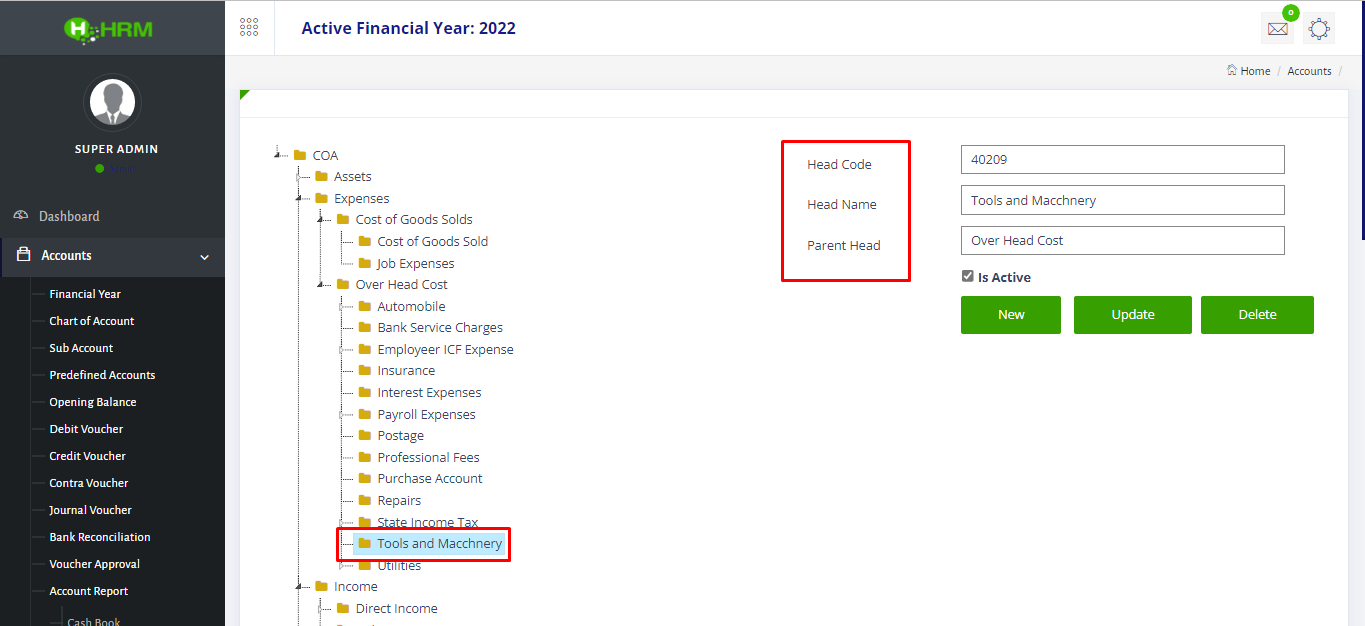 HRM
Active Financial Year: 2022
0
Home / Accounts /
SUPER ADMIN
Dashboard
Accounts
Financial Year
Chart of Account
Sub Account
Predefined Accounts
Opening Balance
Debit Voucher
Credit Voucher
Contra Voucher
Journal Voucher
Bank Reconciliation
Voucher Approval
Account Report
Cash Book
COA
Assets
Expenses
Cost of Goods Solds
Cost of Goods Sold
Job Expenses
Over Head Cost
Automobile
Bank Service Charges
Employeer ICF Expense
Insurance
Interest Expenses
Payroll Expenses
Postage
Professional Fees
Purchase Account
Repairs
State Income Tax
Tools and Macchnery
Utilities
Income
Direct Income
Head Code 40209
Head Name Tools and Macchnery
Parent Head Over Head Cost
Is Active
New Update Delete